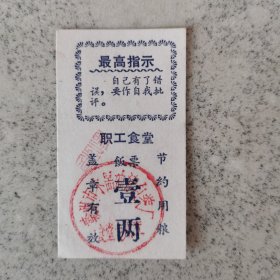 最高指示
自己有了错
误，要作自我批
评。
职工食堂
饭票
壹两
盖章有效
节约用粮